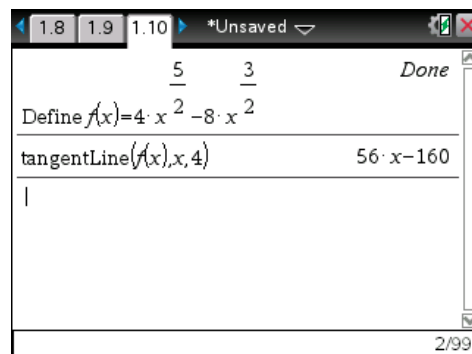 1.8 1.9 1.10 *Unsaved
Define f(x)=4·x^(5/2)−8·x^(3/2) Done
tangentLine(f(x),x,4) 56·x−160
2/99